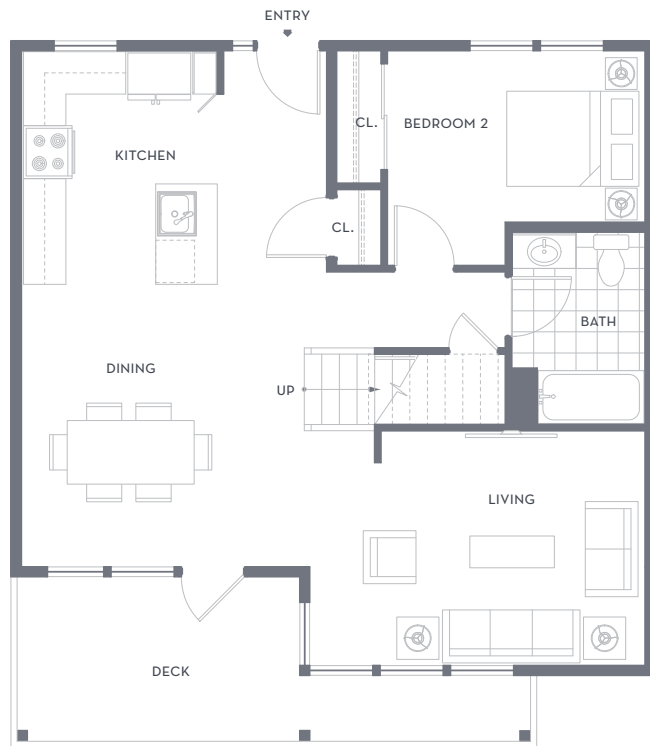 ENTRY
CL.
BEDROOM 2
KITCHEN
CL.
BATH
DINING
UP
LIVING
DECK